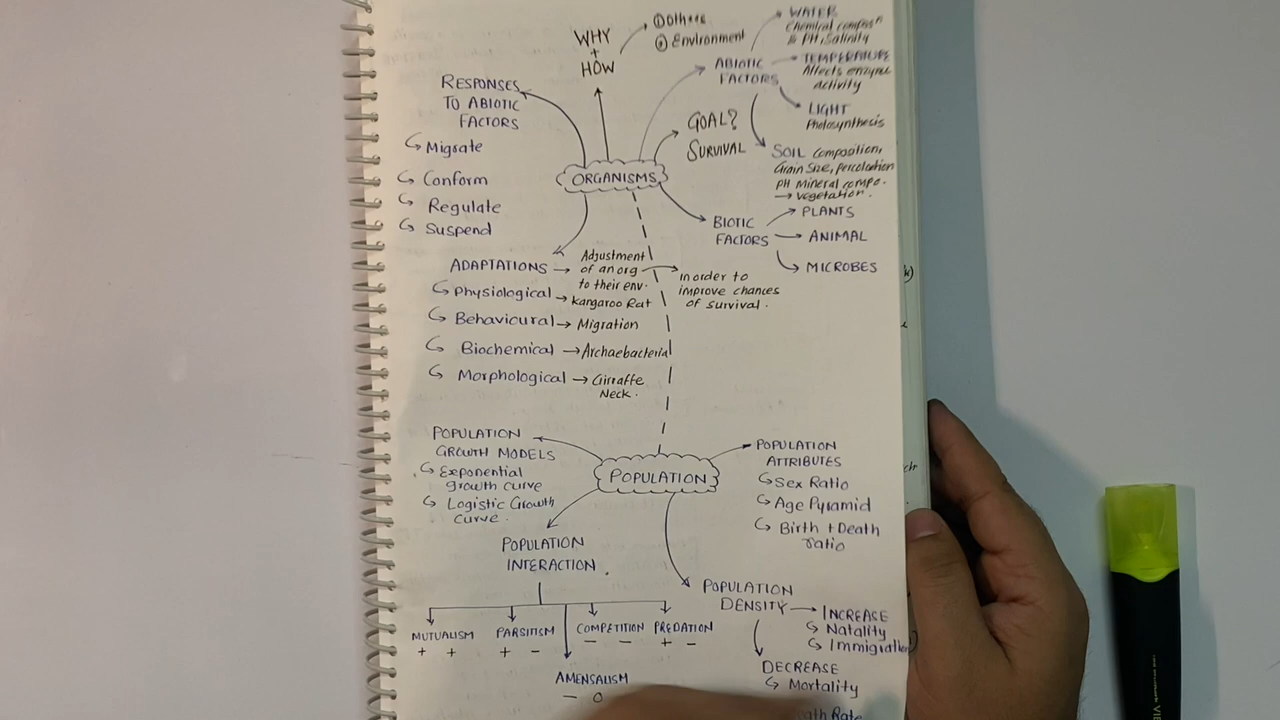 WHY
+
HOW
① Others
② Environment
WATER
Chemical composn
& PH, Salinity
ABIOTIC
FACTORS
TEMPERATURE
Affects enzyme
activity
LIGHT
Photosynthesis
SOIL Composition,
Grain Size, percolation
PH mineral compo.
→ vegetation.
RESPONSES
TO ABIOTIC
FACTORS
Migrate
Conform
Regulate
Suspend
GOAL?
SURVIVAL
ORGANISMS
BIOTIC
FACTORS
PLANTS
ANIMAL
MICROBES
ADAPTATIONS → Adjustment
of an org
to their env.
In order to
improve chances
of survival.
Physiological → Kangaroo Rat
Behavioural → Migration
Biochemical → Archaebacteria
Morphological → Girraffe
Neck.
POPULATION
GROWTH MODELS
Exponential
growth curve
Logistic Growth
Curve.
POPULATION
POPULATION
ATTRIBUTES
Sex Ratio
Age Pyramid
Birth + Death
ratio
POPULATION
INTERACTION
MUTUALISM
+ +
PARSITISM
+ -
COMPETITION
- -
PREDATION
+ -
AMENSALISM
- O
POPULATION
DENSITY
INCREASE
Natality
Immigration
DECREASE
Mortality
Rate